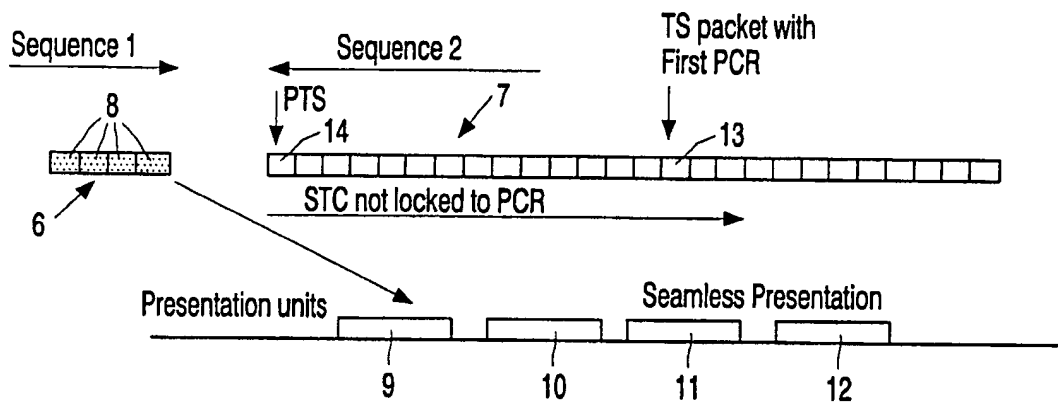 Sequence 1
Sequence 2
TS packet with
First PCR
8
PTS
7
14
13
6
STC not locked to PCR
Presentation units
Seamless Presentation
9
10
11
12